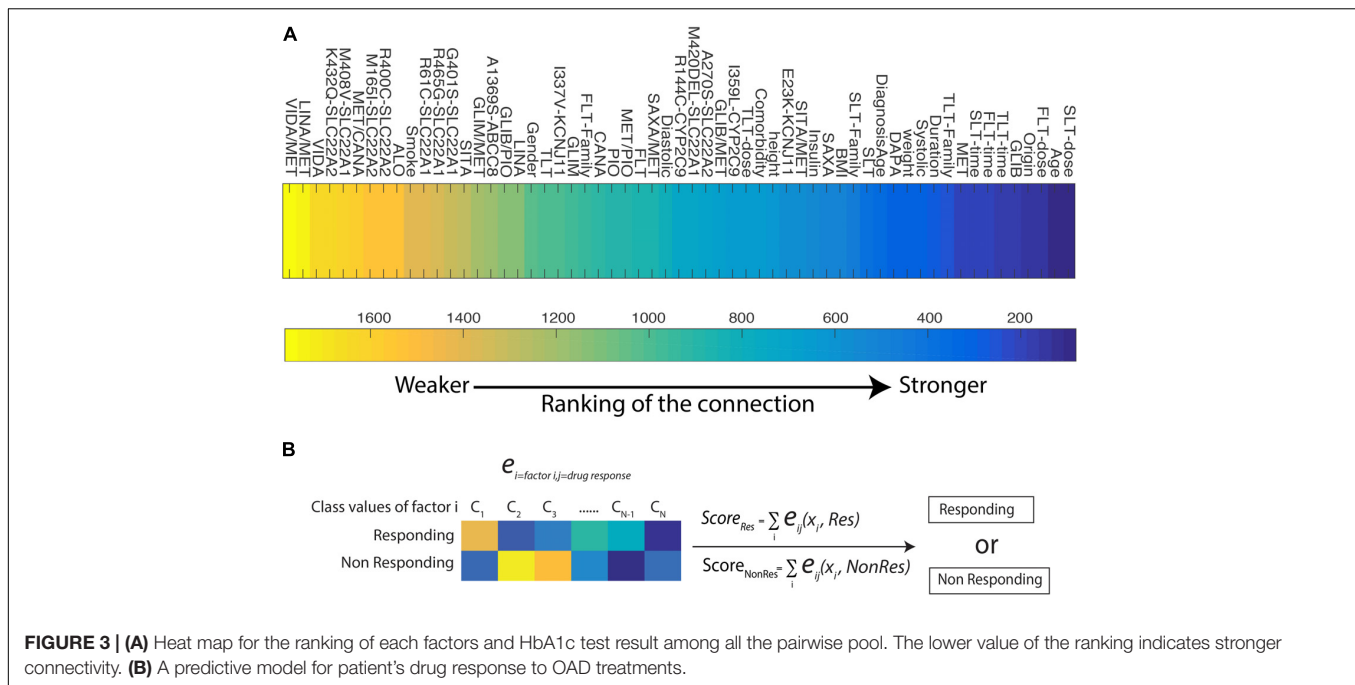 A
VIDA/MET
LINA/MET
VIDA
K432Q-SLC22A2
M408V-SLC22A1
MET/CANA
M165I-SLC22A2
R400C-SLC22A2
ALO
Smoke
R61C-SLC22A1
R465G-SLC22A1
G401S-SLC22A1
SITA
GLIM/MET
A1369S-ABCC8
GLIB/PIO
LINA
Gender
TLT
I337V-KCNJ11
GLIM
FLT-Family
CANA
PIO
MET/PIO
FLT
SAXA/MET
Diastolic
R144C-CYP2C9
M420DEL-SLC22A1
A270S-SLC22A2
GLIB/MET
I359L-CYP2C9
TLT-dose
Comorbidity
height
E23K-KCNJ11
SITA/MET
Insulin
SAXA
BMI
SLT-Family
SLT
DiagnosisAge
DAPA
weight
Systolic
Duration
TLT-Family
MET
SLT-time
FLT-time
TLT-time
GLIB
Origin
FLT-dose
Age
SLT-dose
1600 1400 1200 1000 800 600 400 200
Weaker Stronger
Ranking of the connection
B
e i=factor i,j=drug response
Class values of factor i C1 C2 C3 ...... CN-1 CN
Responding
Non Responding
ScoreRes = ∑i eij(xi, Res)
ScoreNonRes= ∑i eij(xi, NonRes)
Responding
or
Non Responding
FIGURE 3 | (A) Heat map for the ranking of each factors and HbA1c test result among all the pairwise pool. The lower value of the ranking indicates stronger
connectivity. (B) A predictive model for patient's drug response to OAD treatments.